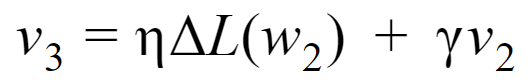 v₃ = ηΔL(w₂) + γv₂